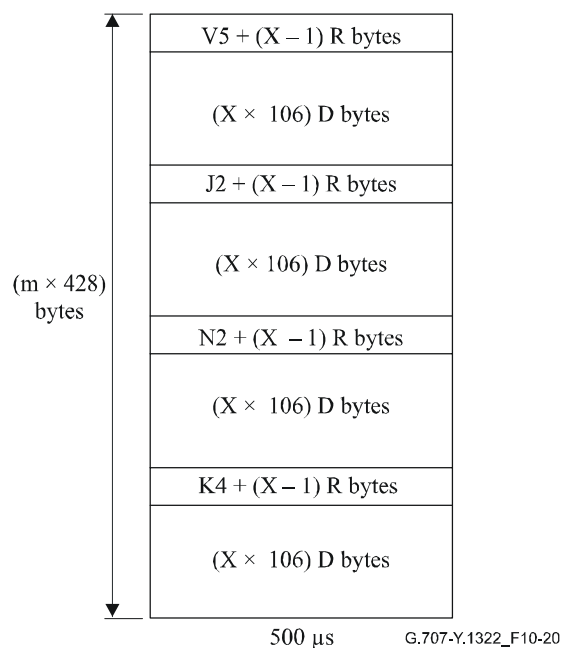 V5 + (X – 1) R bytes
(X × 106) D bytes
J2 + (X – 1) R bytes
(X × 106) D bytes
(m × 428)
bytes
N2 + (X – 1) R bytes
(X × 106) D bytes
K4 + (X – 1) R bytes
(X × 106) D bytes
500 μs
G.707-Y.1322_F10-20